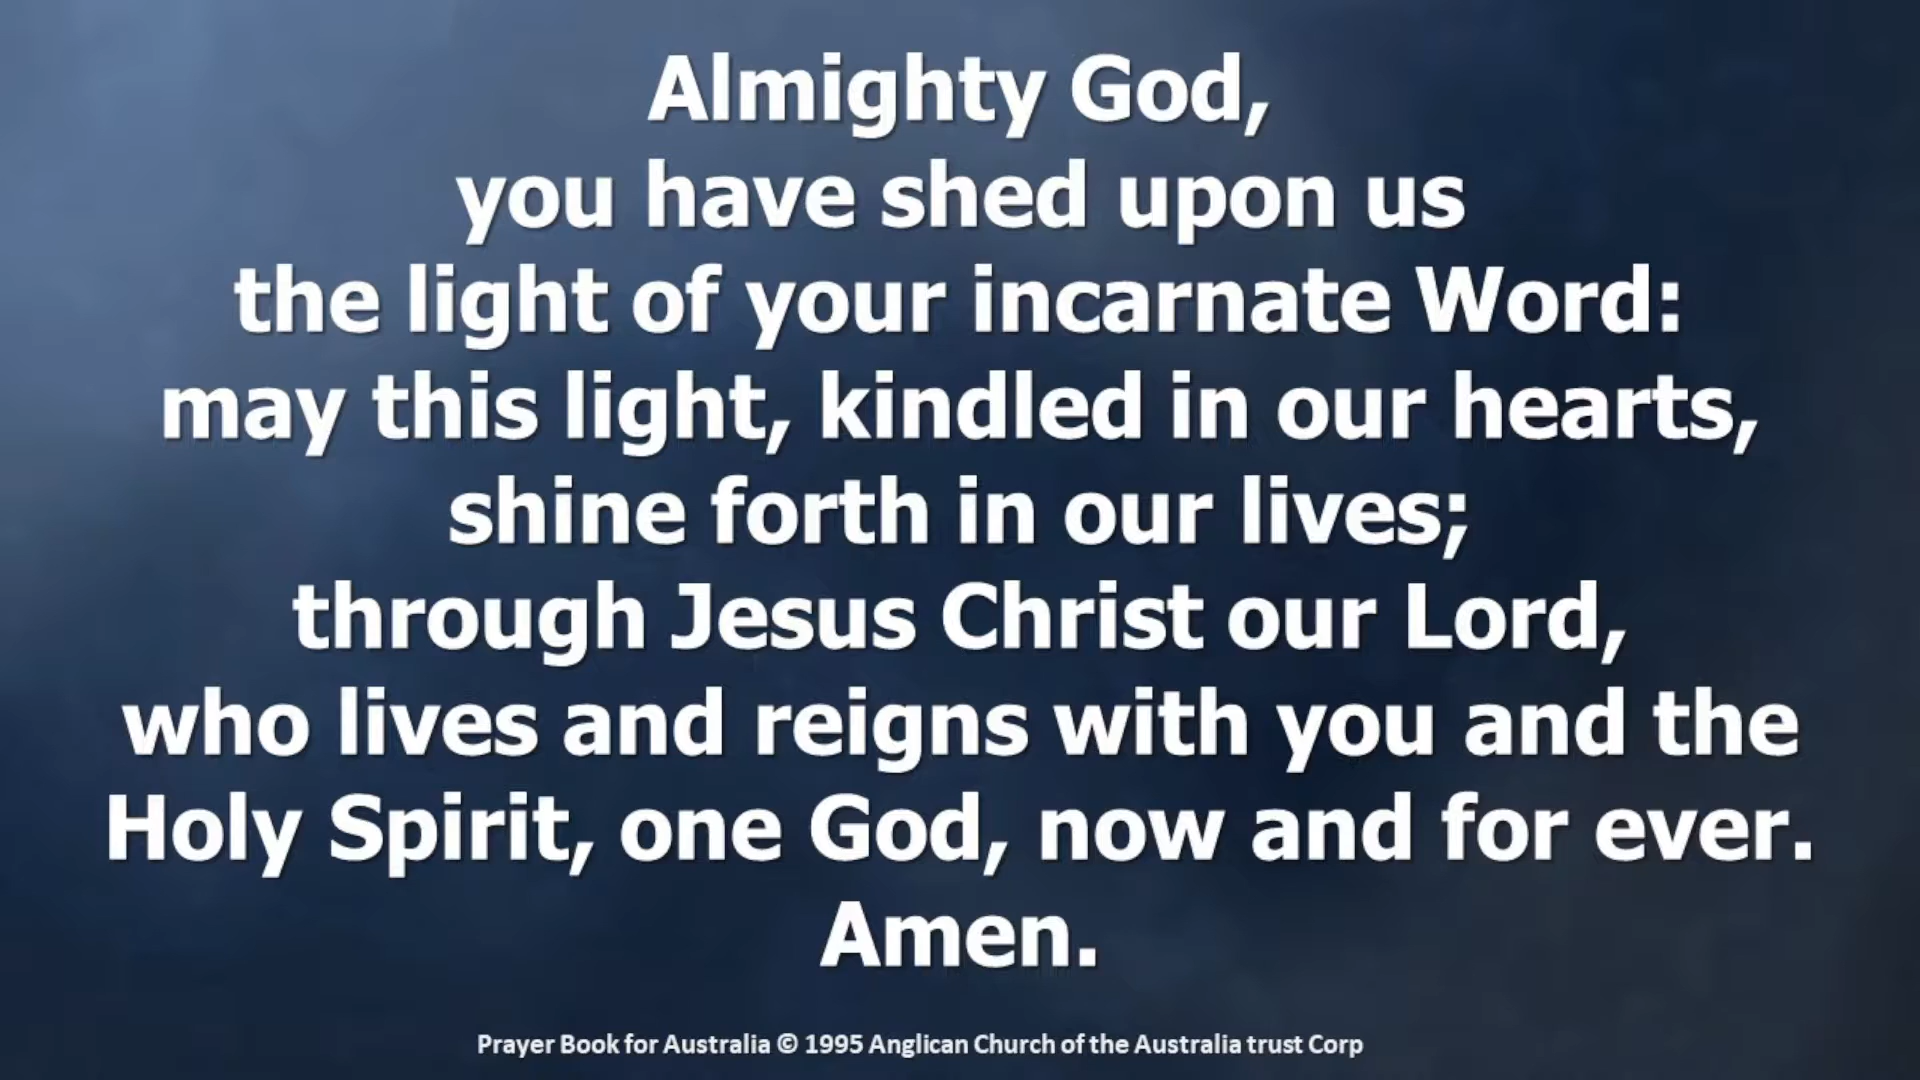 Almighty God,
you have shed upon us
the light of your incarnate Word:
may this light, kindled in our hearts,
shine forth in our lives;
through Jesus Christ our Lord,
who lives and reigns with you and the
Holy Spirit, one God, now and for ever.
Amen.
Prayer Book for Australia © 1995 Anglican Church of the Australia trust Corp